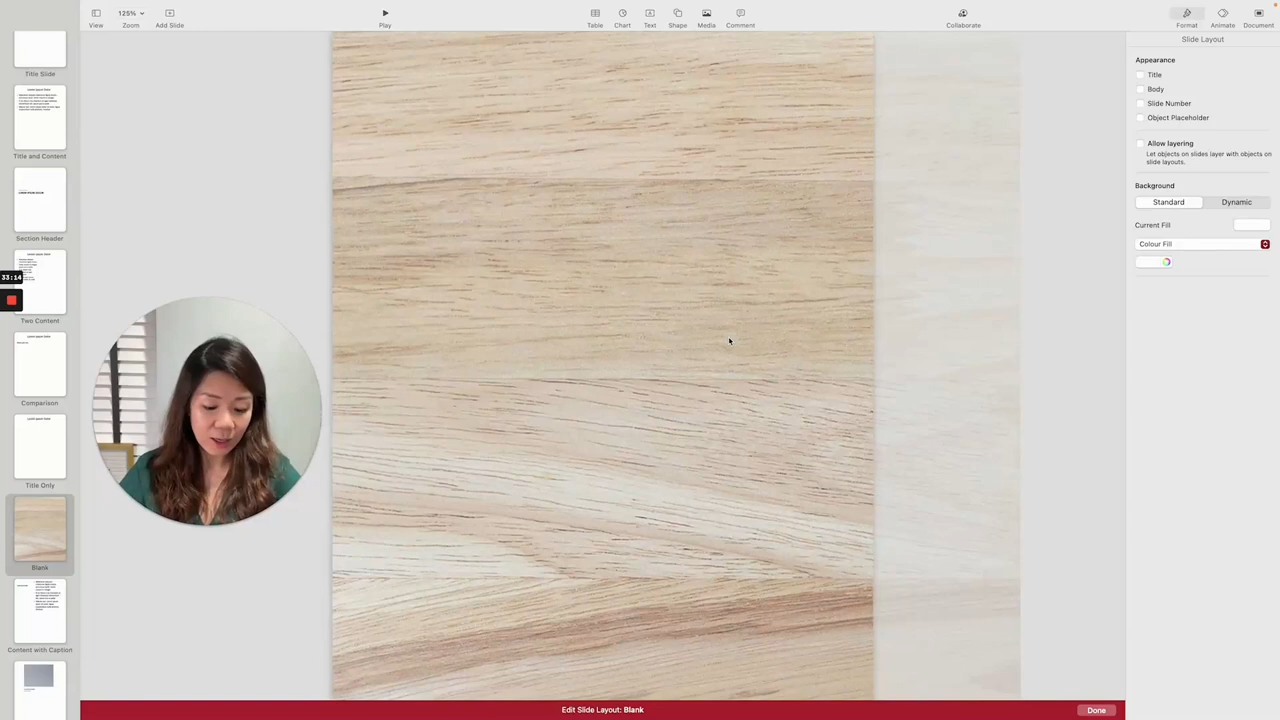 View
125%
Zoom
Add Slide
Play
Table
Chart
Text
Shape
Media
Comment
Collaborate
Format
Animate
Document
Title Slide
Title and Content
Section Header
33:14
Two Content
Comparison
Title Only
Blank
Content with Caption
Slide Layout
Appearance
Title
Body
Slide Number
Object Placeholder
Allow layering
Let objects on slides layer with objects on
slide layouts.
Background
Standard
Dynamic
Current Fill
Colour Fill
Edit Slide Layout: Blank
Done